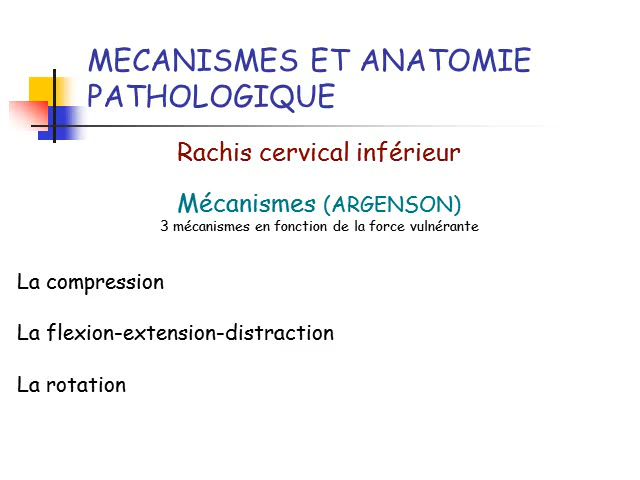 MECANISMES ET ANATOMIE
PATHOLOGIQUE
Rachis cervical inférieur
Mécanismes (ARGENSON)
3 mécanismes en fonction de la force vulnérante
La compression
La flexion-extension-distraction
La rotation